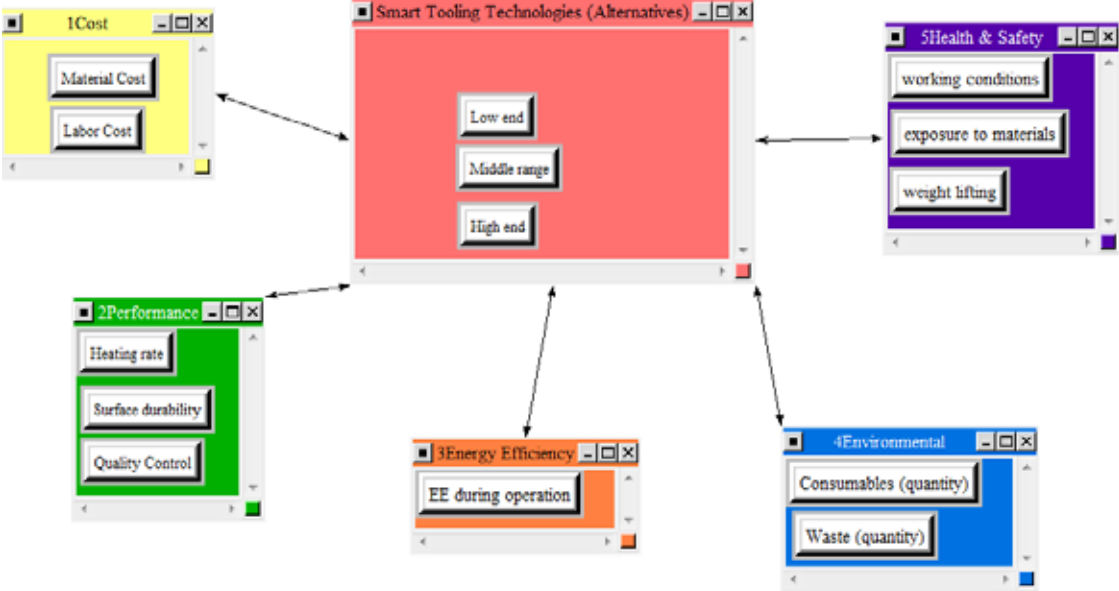 1Cost
Material Cost
Labor Cost
Smart Tooling Technologies (Alternatives)
Low end
Middle range
High end
5Health & Safety
working conditions
exposure to materials
weight lifting
2Performance
Heating rate
Surface durability
Quality Control
3Energy Efficiency
EE during operation
4Environmental
Consumables (quantity)
Waste (quantity)